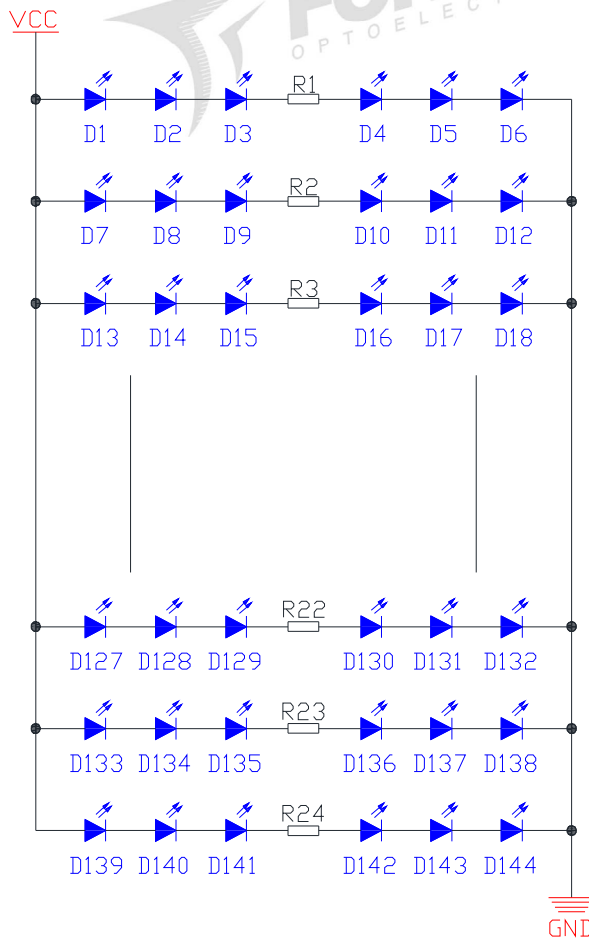 VCC
OPTOELEC
R1
D1 D2 D3 D4 D5 D6
R2
D7 D8 D9 D10 D11 D12
R3
D13 D14 D15 D16 D17 D18
R22
D127 D128 D129 D130 D131 D132
R23
D133 D134 D135 D136 D137 D138
R24
D139 D140 D141 D142 D143 D144
GND